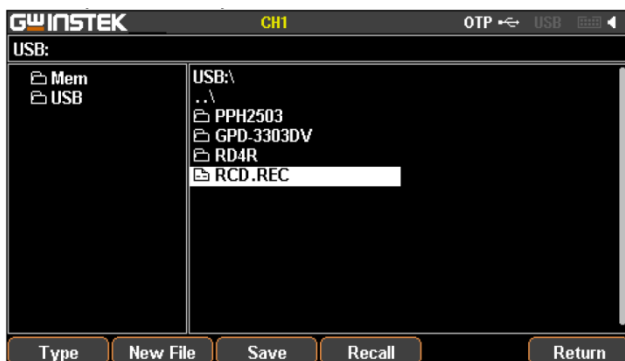 GWINSTEK CH1 OTP USB
USB:
Mem
USB
USB:\
..\
PPH2503
GPD-3303DV
RD4R
RCD.REC
Type New File Save Recall Return